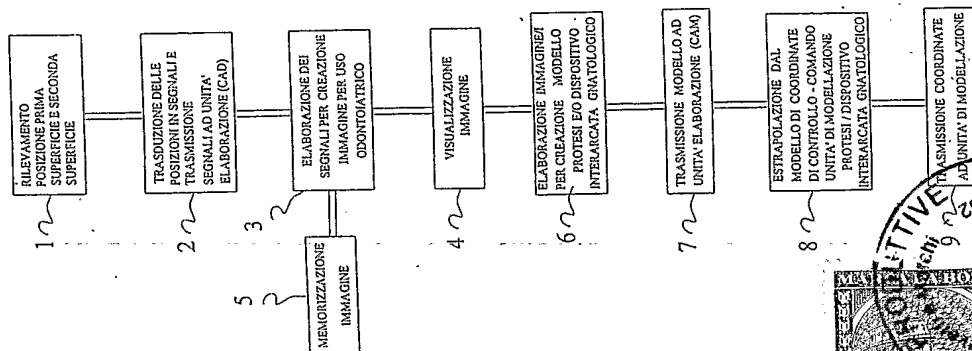 1
RILEVAMENTO
POSIZIONE PRIMA
SUPERFICIE E SECONDA
SUPERFICIE
2
TRASDUZIONE DELLE
POSIZIONI IN SEGNALI E
TRASMISSIONE
SEGNALI AD UNITA'
ELABORAZIONE (CAD)
3
ELABORAZIONE DEI
SEGNALI PER CREAZIONE
IMMAGINE PER USO
ODONTOIATRICO
5
MEMORIZZAZIONE
IMMAGINE
4
VISUALIZZAZIONE
IMMAGINE
6
ELABORAZIONE IMMAGINE/I
PER CREAZIONE MODELLO
PROTESI E/O DISPOSITIVO
INTERARCATA GNATOLOGICO
7
TRASMISSIONE MODELLO AD
UNITA' ELABORAZIONE (CAM)
8
ESTRAPOLAZIONE DAL
MODELLO DI COORDINATE
DI CONTROLLO - COMANDO
UNITA' DI MODELLAZIONE
PROTESI / DISPOSITIVO
INTERARCATA GNATOLOGICO
9
TRASMISSIONE COORDINATE
AD UNITA' DI MODELLAZIONE